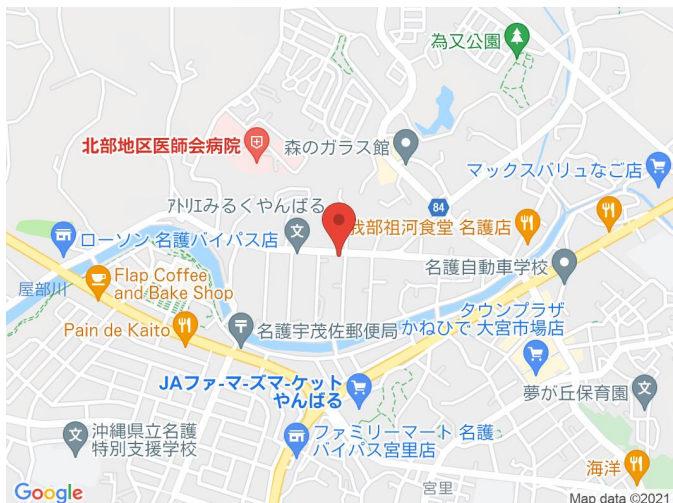 為又公園
北部地区医師会病院
森のガラス館
マックスバリュなご店
84
アトリエみるくやんばる
我部祖河食堂 名護店
ローソン 名護バイパス店
名護自動車学校
屋部川
Flap Coffee
and Bake Shop
タウンプラザ
かねひで 大宮市場店
Pain de Kaito
名護宇茂佐郵便局
JAファ-マ-ズマ-ケット
やんばる
夢が丘保育園
沖縄県立名護
特別支援学校
ファミリーマート 名護
バイパス宮里店
海洋
宮里
Google
Map data ©2021